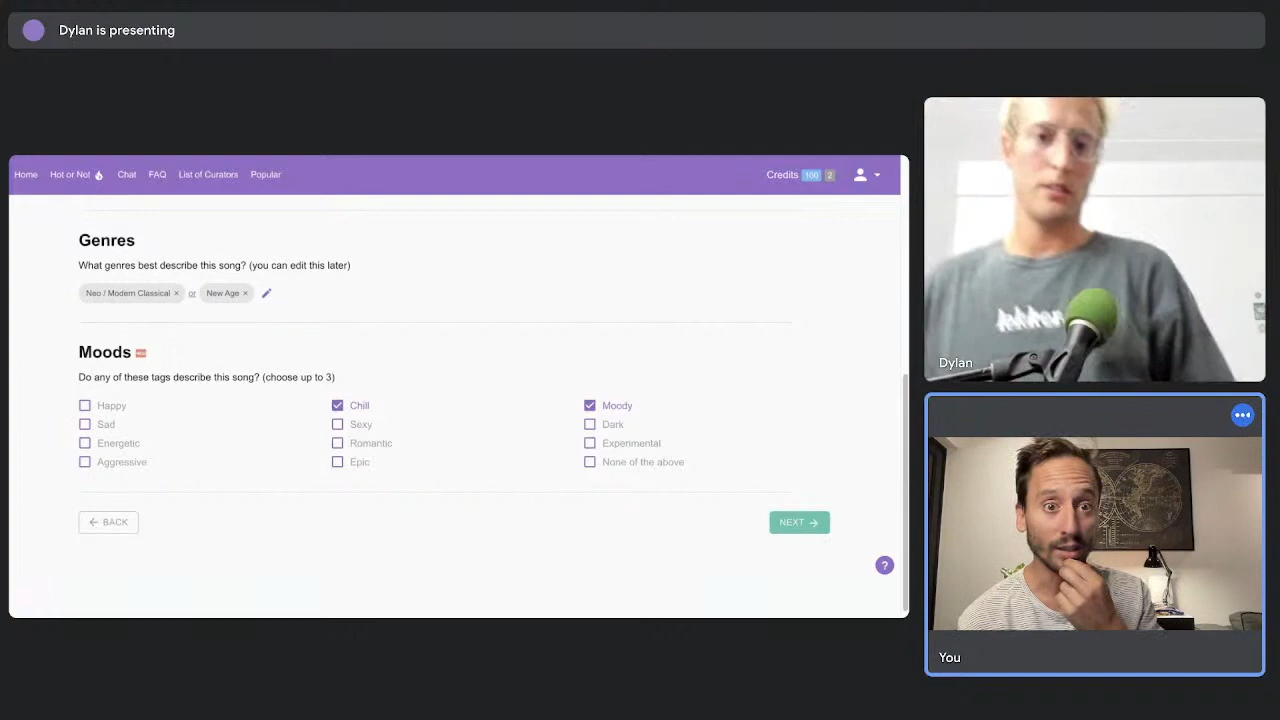 Dylan is presenting
Home Hot or Not Chat FAQ List of Curators Popular Credits 100 2
Genres
What genres best describe this song? (you can edit this later)
Neo / Modern Classical × or New Age ×
Moods
Do any of these tags describe this song? (choose up to 3)
Happy Chill Moody
Sad Sexy Dark
Energetic Romantic Experimental
Aggressive Epic None of the above
← BACK NEXT →
?
Dylan
You